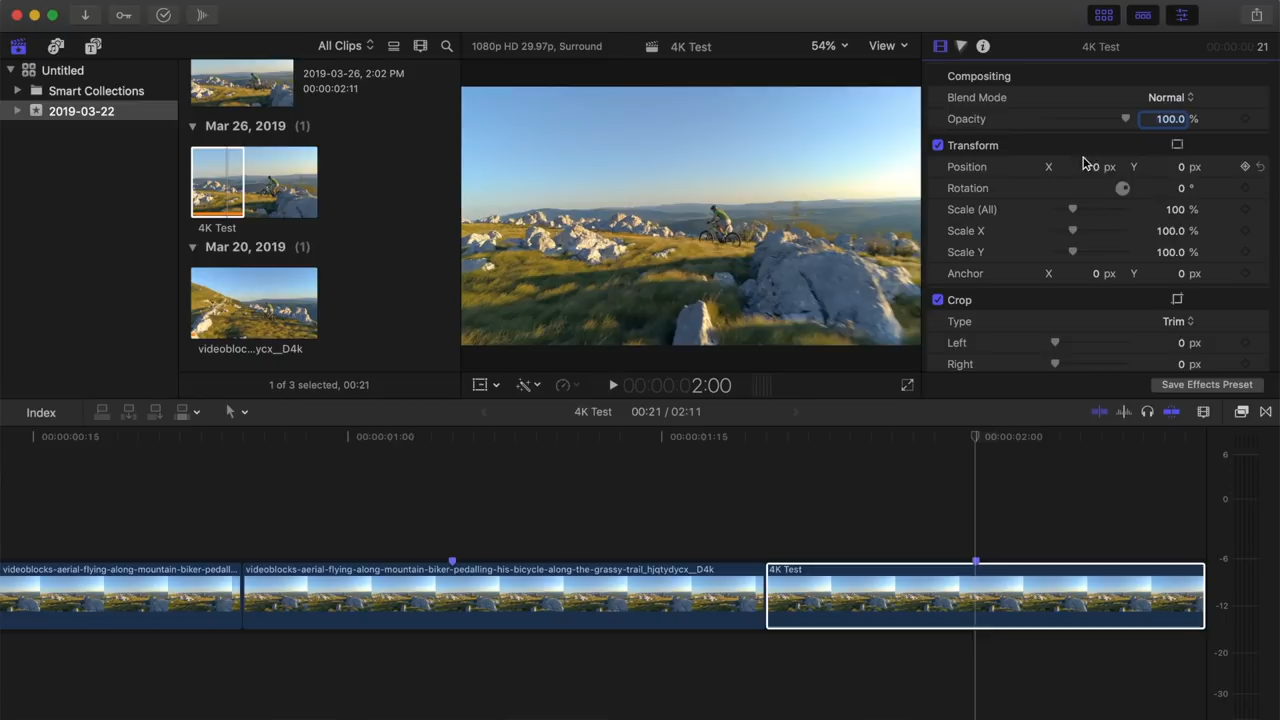 All Clips
1080p HD 29.97p, Surround
4K Test
54%
View
4K Test
00:00:00:21
Untitled
Smart Collections
2019-03-22
2019-03-26, 2:02 PM
00:00:02:11
Mar 26, 2019 (1)
4K Test
Mar 20, 2019 (1)
videobloc...ycx__D4k
1 of 3 selected, 00:21
00:00:00:2:00
Compositing
Blend Mode Normal
Opacity 100.0 %
Transform
Position X 0 px Y 0 px
Rotation 0 °
Scale (All) 100 %
Scale X 100.0 %
Scale Y 100.0 %
Anchor X 0 px Y 0 px
Crop
Type Trim
Left 0 px
Right 0 px
Save Effects Preset
Index
4K Test 00:21 / 02:11
00:00:00:15
00:00:01:00
00:00:01:15
00:00:02:00
videoblocks-aerial-flying-along-mountain-biker-pedall...
videoblocks-aerial-flying-along-mountain-biker-pedalling-his-bicycle-along-the-grassy-trail_hjqtydycx__D4k
4K Test
6
0
-6
-12
-20
-30